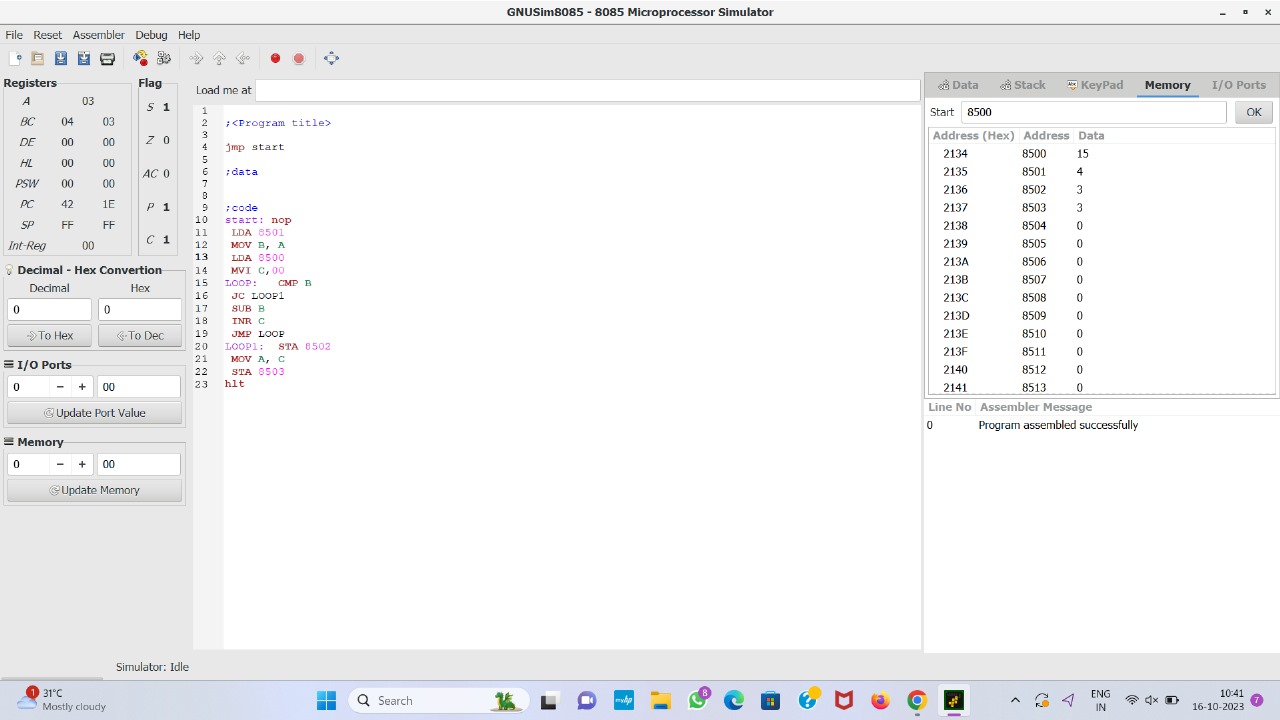 GNUSim8085 - 8085 Microprocessor Simulator
File Reset Assembler Debug Help
Registers
A 03
BC 04 03
DE 00 00
HL 00 00
PSW 00 00
PC 42 1E
SP FF FF
Int-Reg 00
Flag
S 1
Z 0
AC 0
P 1
C 1
Decimal - Hex Convertion
Decimal Hex
0 0
To Hex To Dec
I/O Ports
0 − + 00
Update Port Value
Memory
0 − + 00
Update Memory
Load me at
1
2 ;<Program title>
3
4 jmp start
5
6 ;data
7
8
9 ;code
10 start: nop
11 LDA 8501
12 MOV B, A
13 LDA 8500
14 MVI C,00
15 LOOP: CMP B
16 JC LOOP1
17 SUB B
18 INR C
19 JMP LOOP
20 LOOP1: STA 8502
21 MOV A, C
22 STA 8503
23 hlt
Data Stack KeyPad Memory I/O Ports
Start 8500 OK
Address (Hex) Address Data
2134 8500 15
2135 8501 4
2136 8502 3
2137 8503 3
2138 8504 0
2139 8505 0
213A 8506 0
213B 8507 0
213C 8508 0
213D 8509 0
213E 8510 0
213F 8511 0
2140 8512 0
2141 8513 0
Line No Assembler Message
0 Program assembled successfully
Simulator: Idle
1
31°C
Mostly cloudy
Search
myhp
8
ENG
IN
10:41
16-10-2023
7